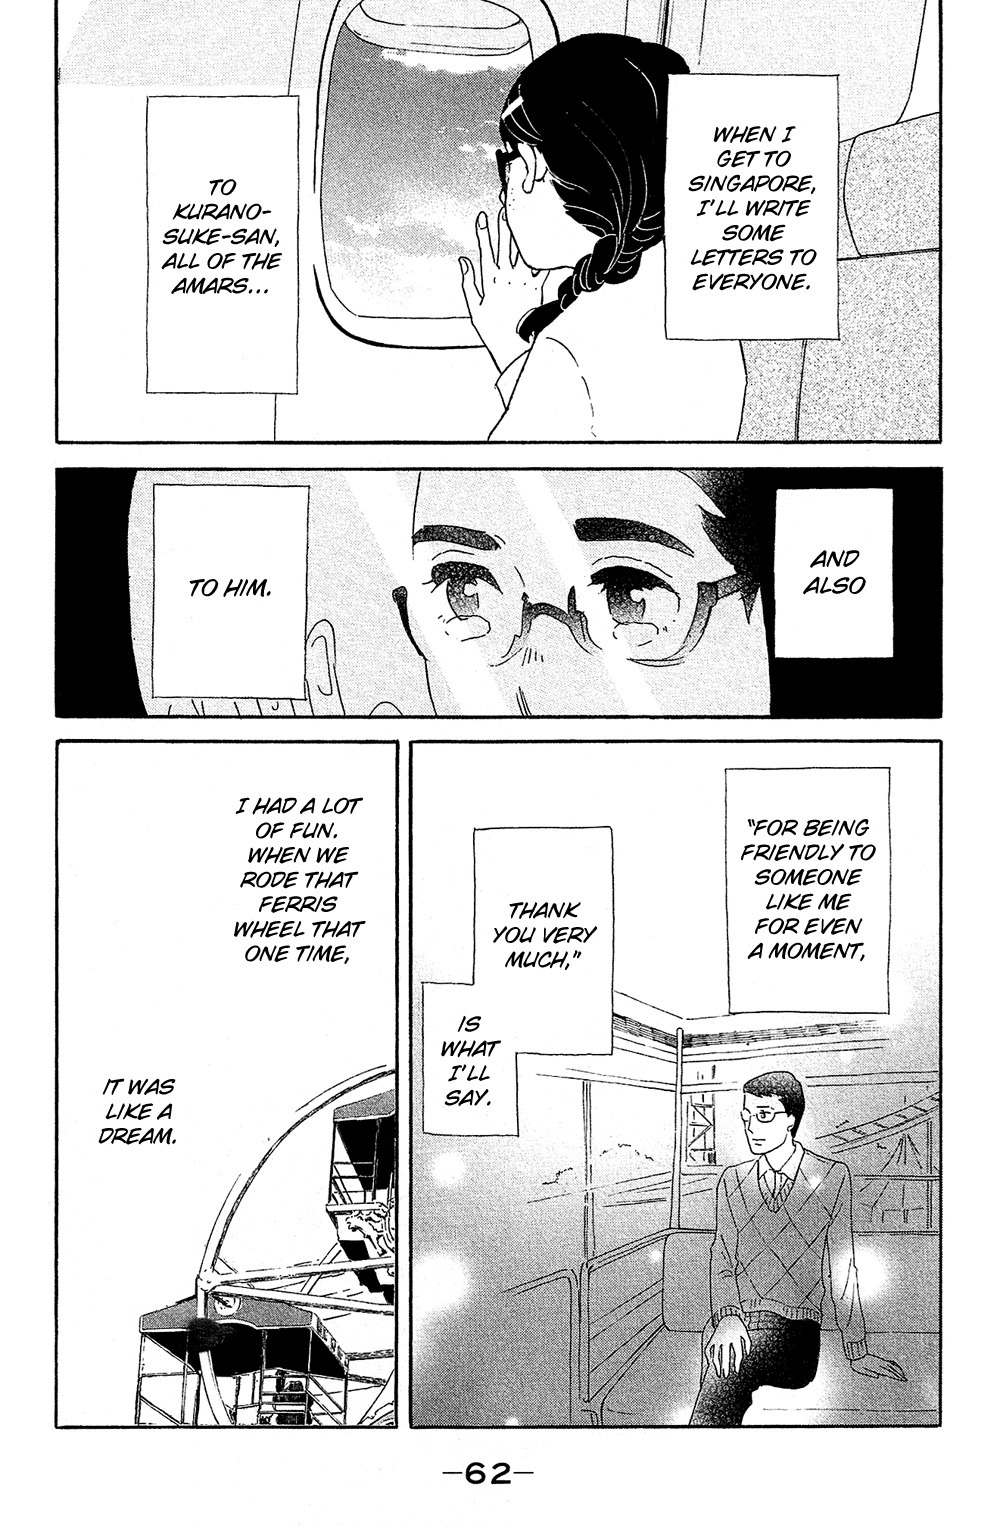 WHEN I
GET TO
SINGAPORE,
I'LL WRITE
SOME
LETTERS TO
EVERYONE.
TO
KURANO-
SUKE-SAN,
ALL OF THE
AMARS...
AND
ALSO
TO HIM.
"FOR BEING
FRIENDLY TO
SOMEONE
LIKE ME
FOR EVEN
A MOMENT,
THANK
YOU VERY
MUCH,"
IS
WHAT
I'LL
SAY.
I HAD A LOT
OF FUN.
WHEN WE
RODE THAT
FERRIS
WHEEL THAT
ONE TIME,
IT WAS
LIKE A
DREAM.
-62-